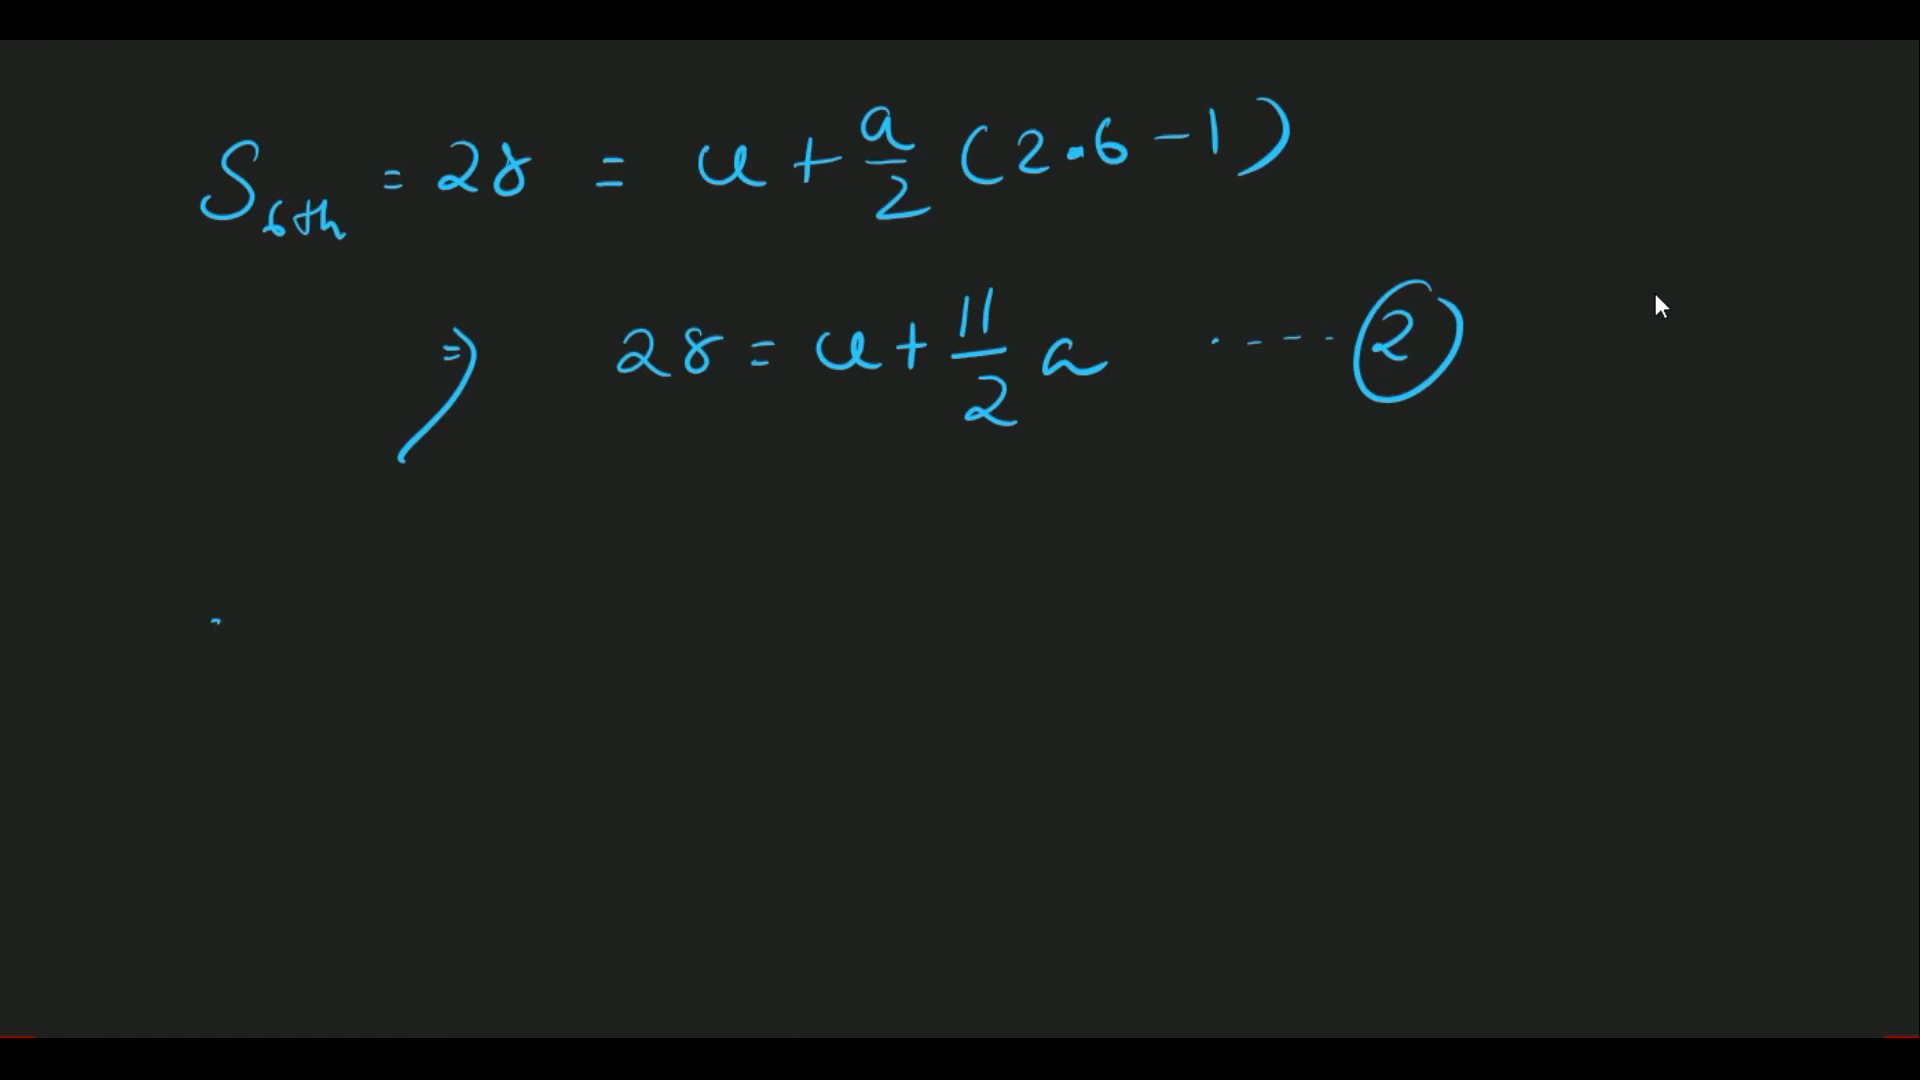 S₆ₜₕ = 28 = u + a/2 (2·6 - 1)
⇒ 28 = u + 11/2 a ····· ②